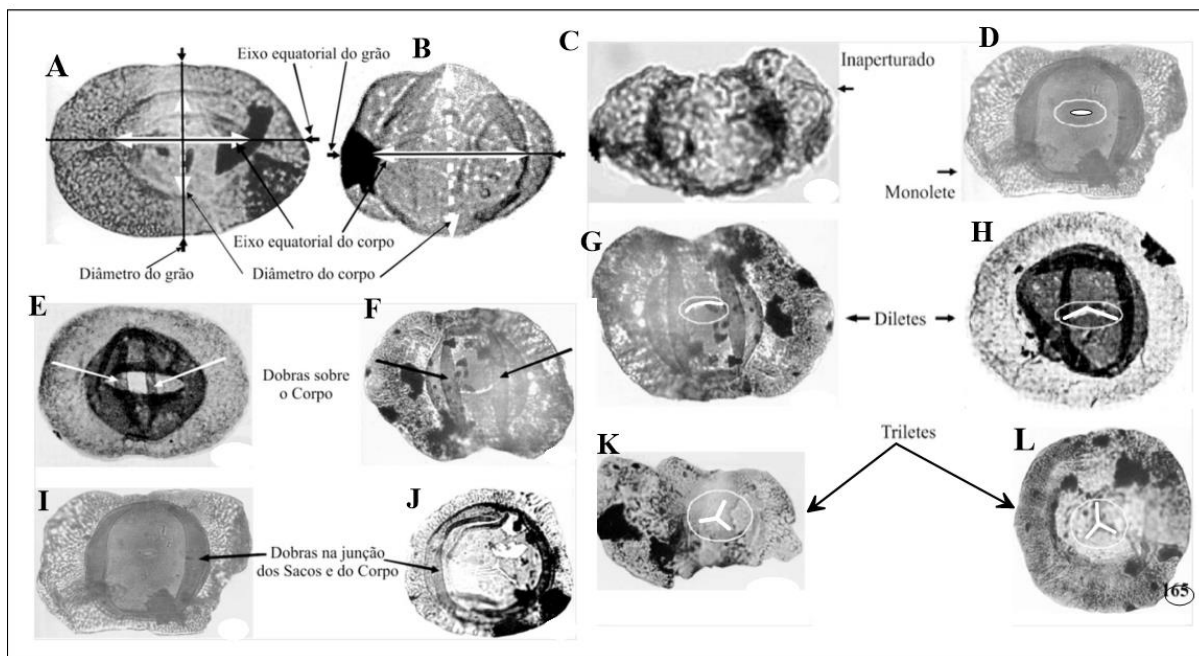 A
Eixo equatorial do grão
B
C
Inaperturado
D
Monolete
Eixo equatorial do corpo
Diâmetro do grão
Diâmetro do corpo
G
Diletes
H
E
Dobras sobre
o Corpo
F
Triletes
K
L
I
Dobras na junção
dos Sacos e do Corpo
J
165